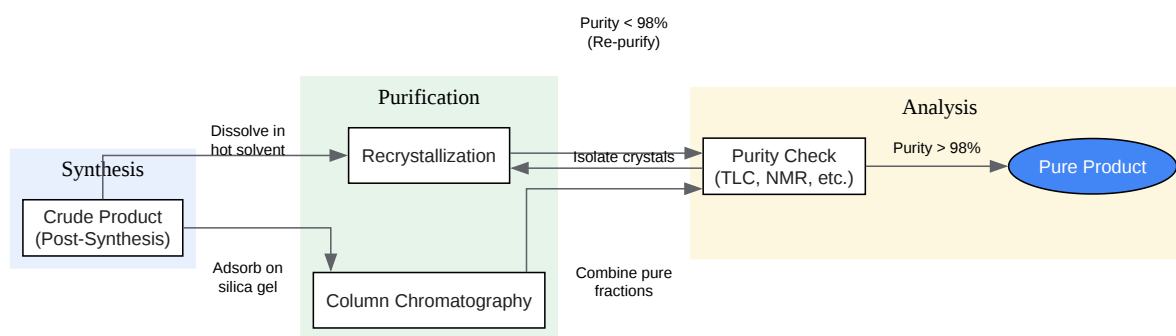 Purity < 98%
(Re-purify)
Purification
Analysis
Synthesis
Dissolve in
hot solvent
Recrystallization
Isolate crystals
Purity Check
(TLC, NMR, etc.)
Purity > 98%
Pure Product
Crude Product
(Post-Synthesis)
Adsorb on
silica gel
Column Chromatography
Combine pure
fractions